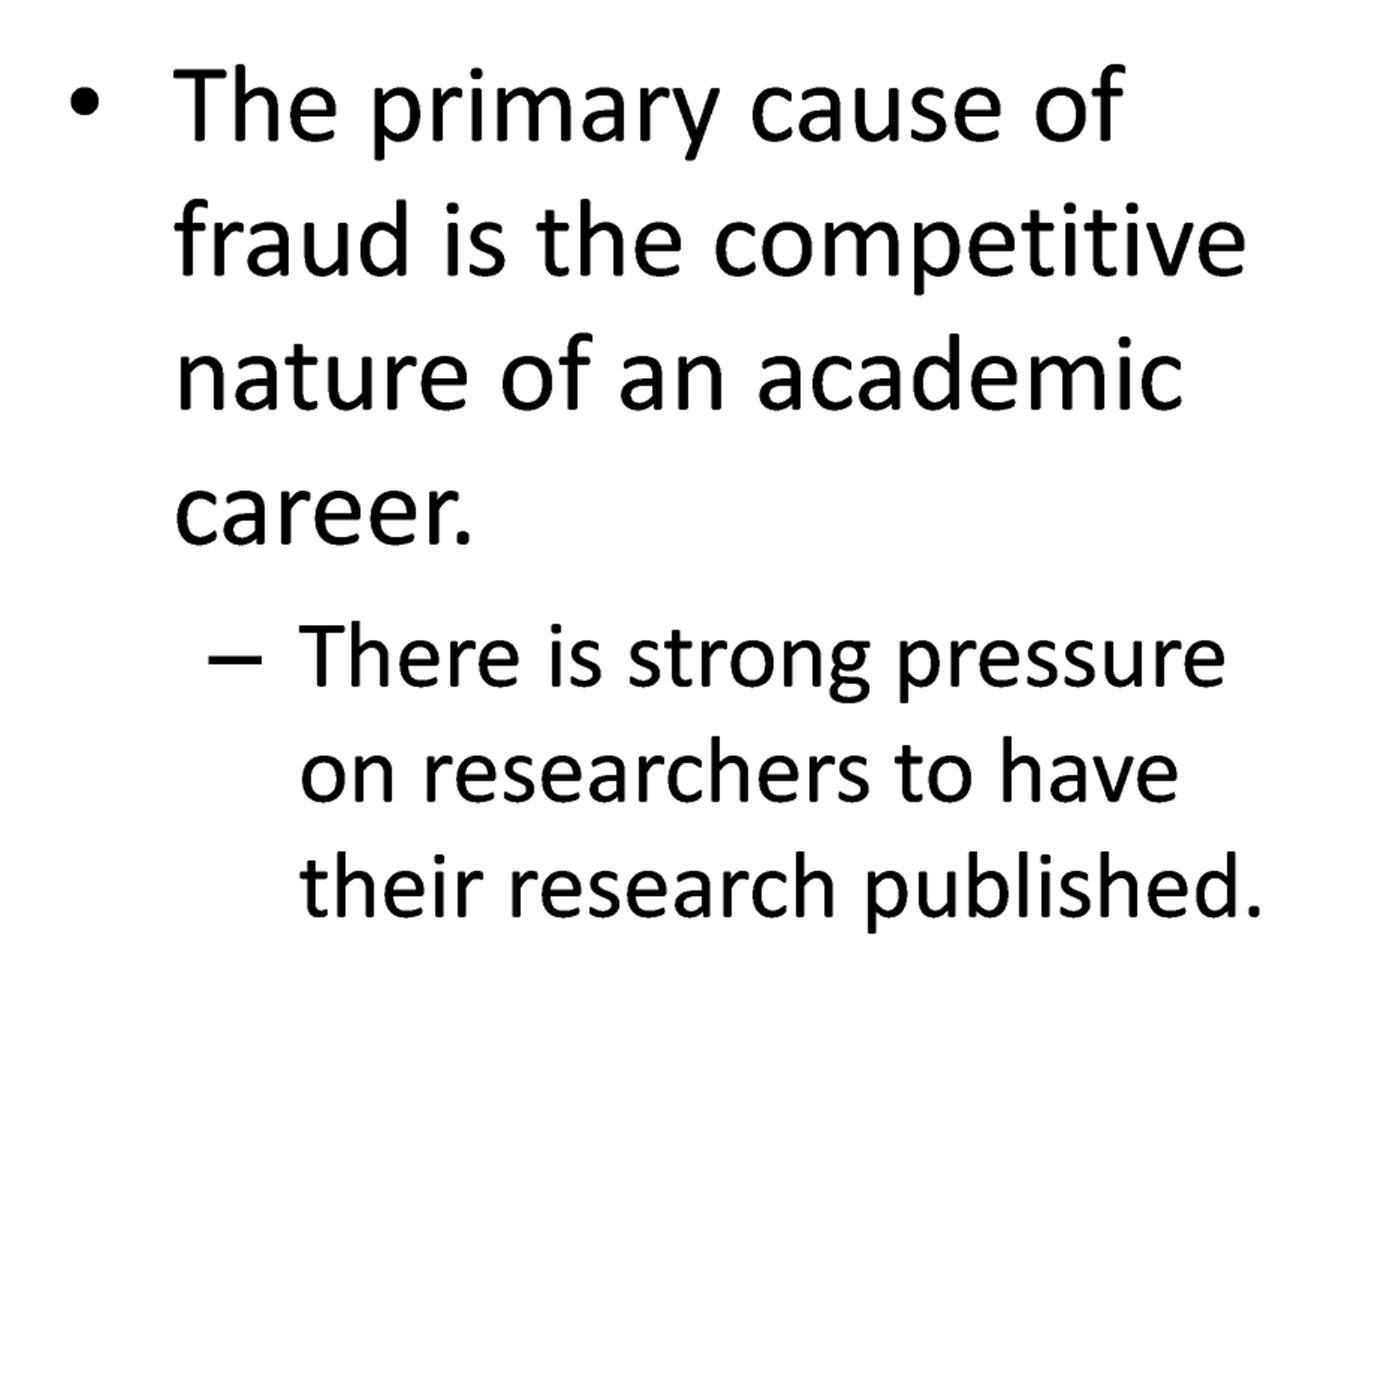 • The primary cause of
fraud is the competitive
nature of an academic
career.
– There is strong pressure
on researchers to have
their research published.